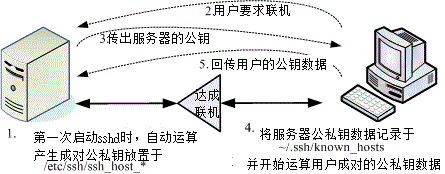 2.用户要求联机
3传出服务器的公钥
5.回传用户的公钥数据
达成
联机
1.
第一次启动sshd时，自动运算
产生成对公私钥放置于
/etc/ssh/ssh_host_*
4.
将服务器公私钥数据记录于
~/.ssh/known_hosts
并开始运算用户成对的公私钥数据